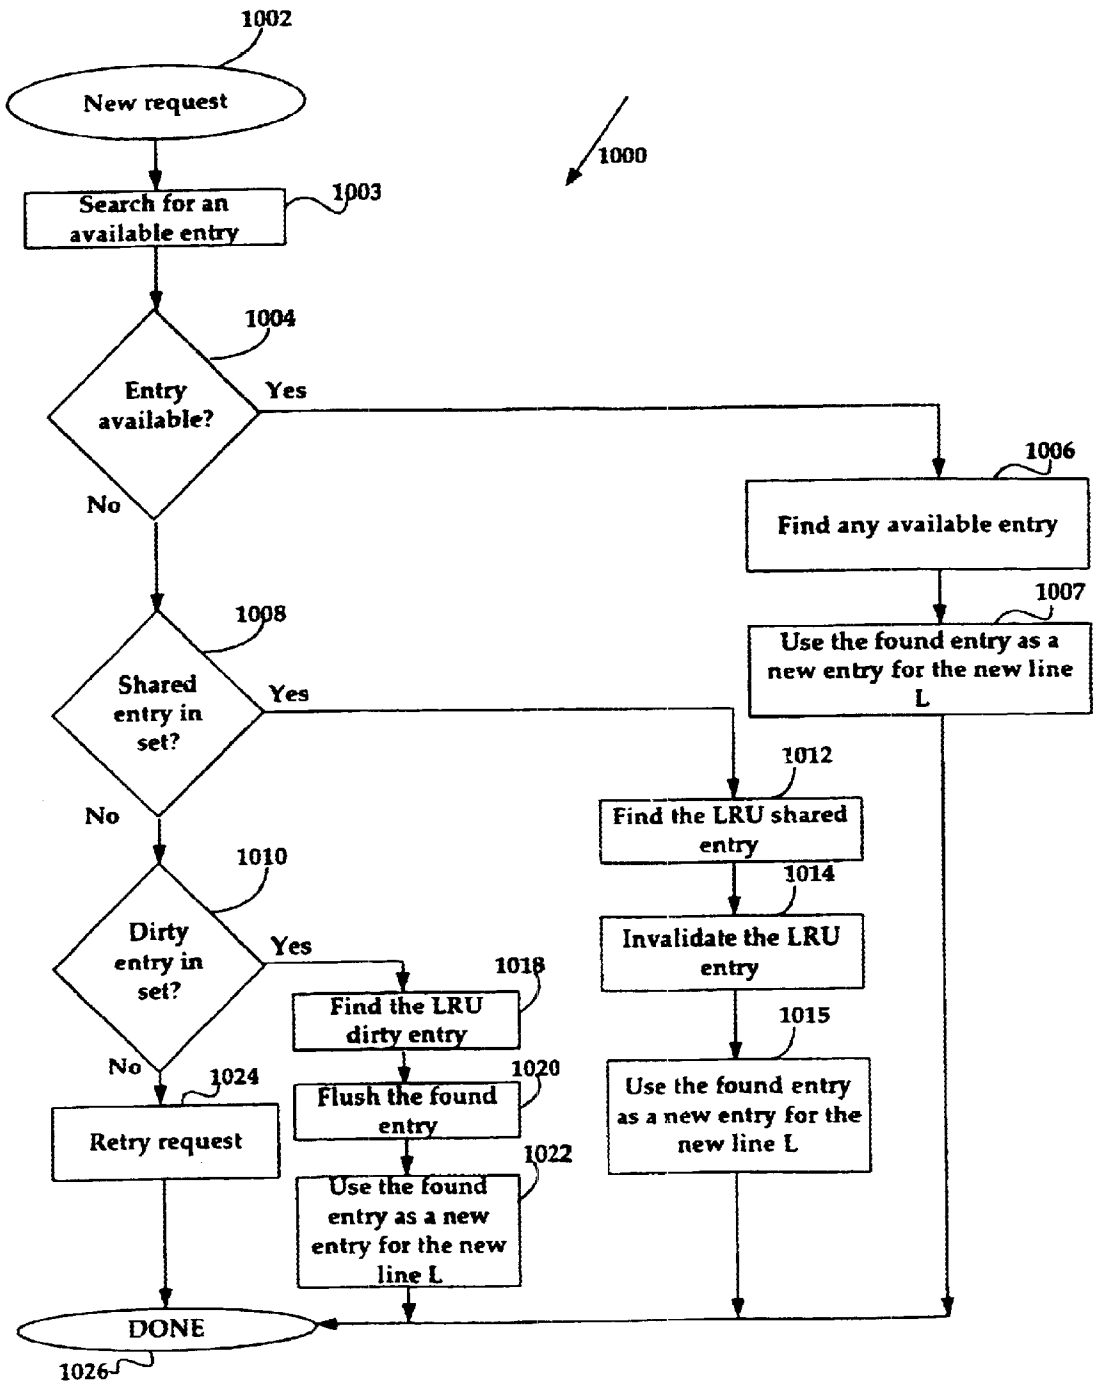 1002
New request
1000
1003
Search for an
available entry
1004
Entry
available?
Yes
No
1006
Find any available entry
1007
Use the found entry as a
new entry for the new line
L
1008
Shared
entry in
set?
Yes
No
1012
Find the LRU shared
entry
1014
Invalidate the LRU
entry
1015
Use the found entry
as a new entry for the
new line L
1010
Dirty
entry in
set?
Yes
No
1018
Find the LRU
dirty entry
1020
Flush the found
entry
1022
Use the found
entry as a new
entry for the new
line L
1024
Retry request
DONE
1026